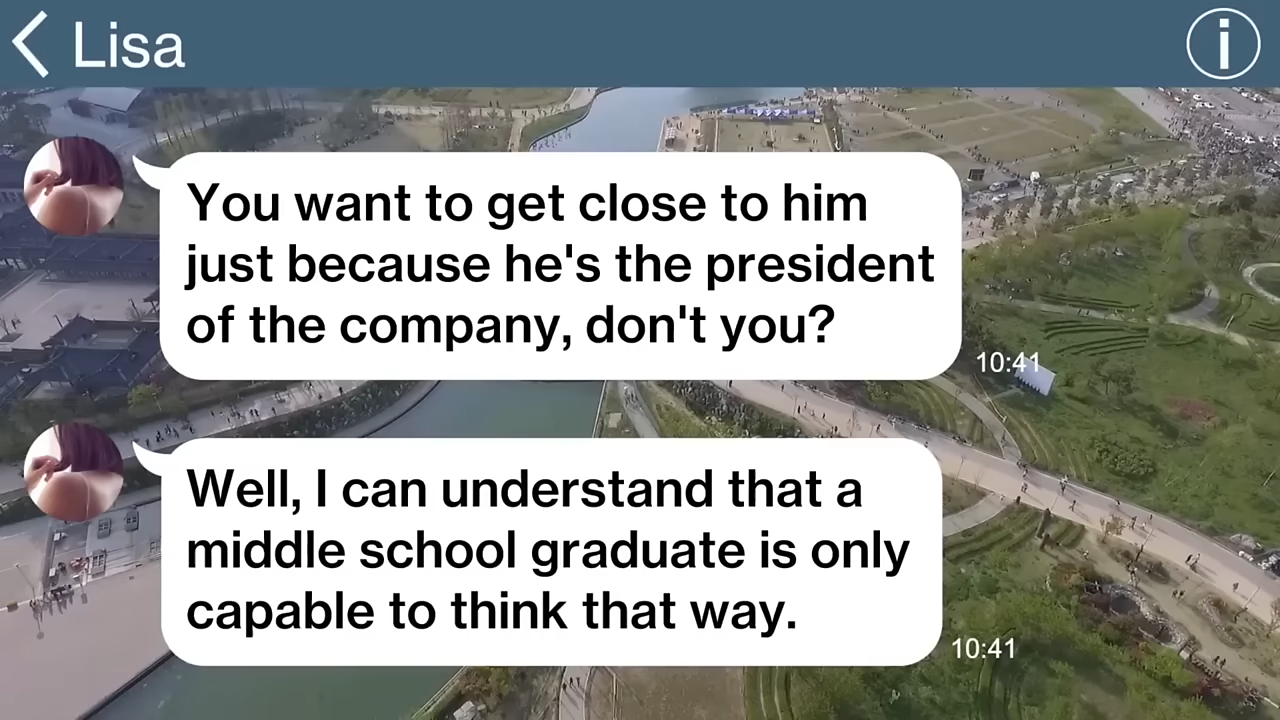 Lisa
You want to get close to him
just because he's the president
of the company, don't you?
10:41
Well, I can understand that a
middle school graduate is only
capable to think that way.
10:41